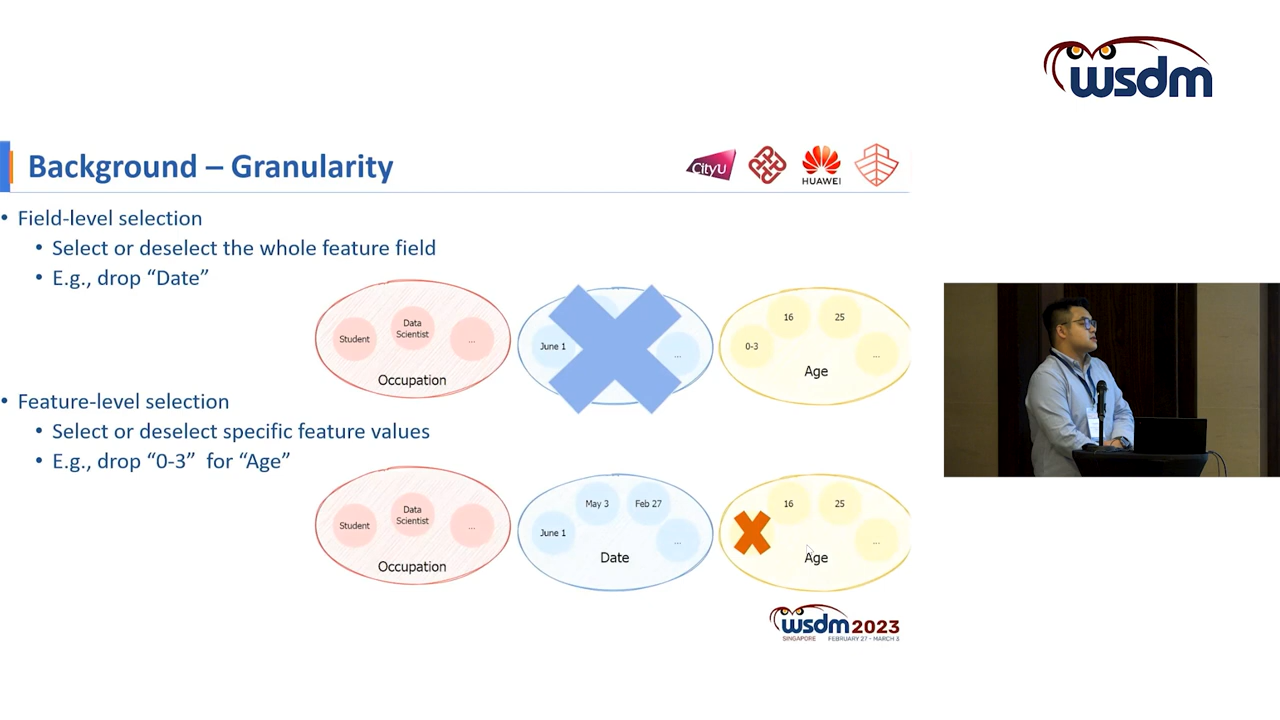 wsdm
Background – Granularity
CityU
HUAWEI
• Field-level selection
• Select or deselect the whole feature field
• E.g., drop “Date”
Student
Data
Scientist
...
Occupation
June 1
...
0-3
16
25
...
Age
• Feature-level selection
• Select or deselect specific feature values
• E.g., drop “0-3” for “Age”
Student
Data
Scientist
...
Occupation
June 1
May 3
Feb 27
...
Date
16
25
...
Age
wsdm 2023
SINGAPORE FEBRUARY 27 - MARCH 3